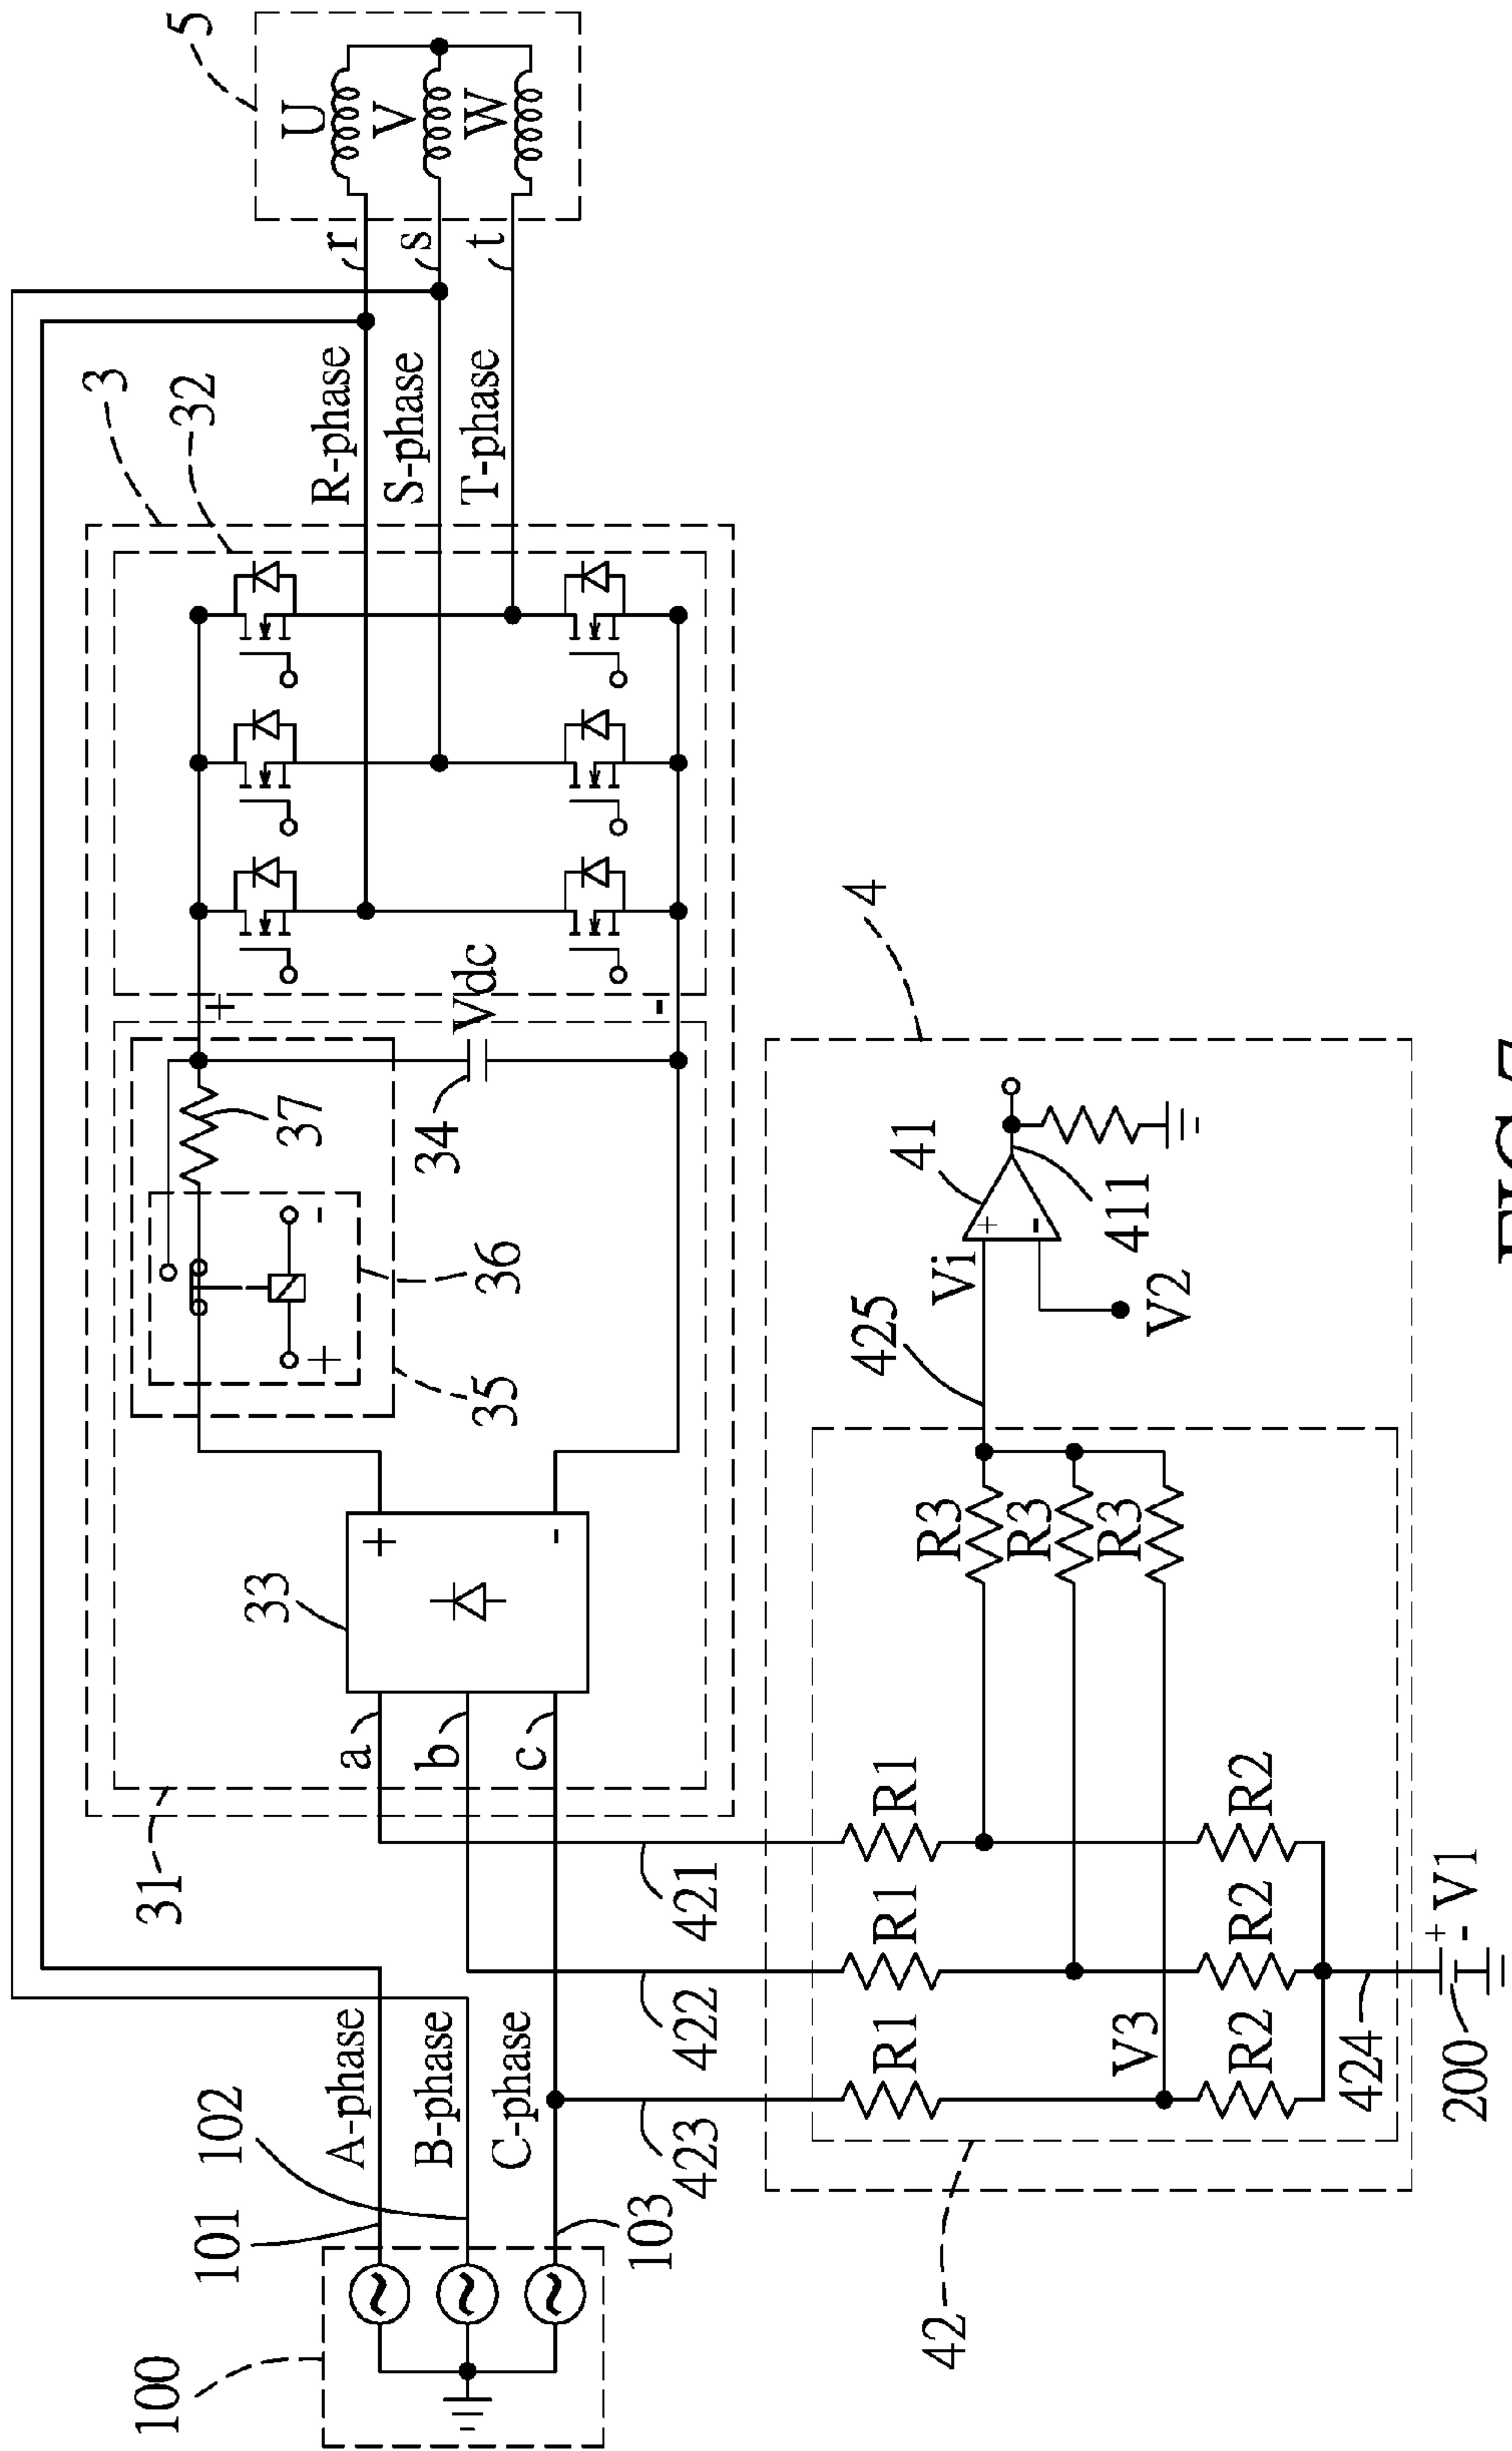 5
U
V
W
r
s
t
3
32
R-phase
S-phase
T-phase
+
Vdc
-
37
34
36
35
+
-
33
+
-
a
b
c
31
A-phase
B-phase
C-phase
101
102
103
100
421
422
423
4
41
411
+
-
Vi
V2
425
R3
R3
R3
R1
R1
R1
R2
R2
R2
V3
424
+
-
V1
200
42